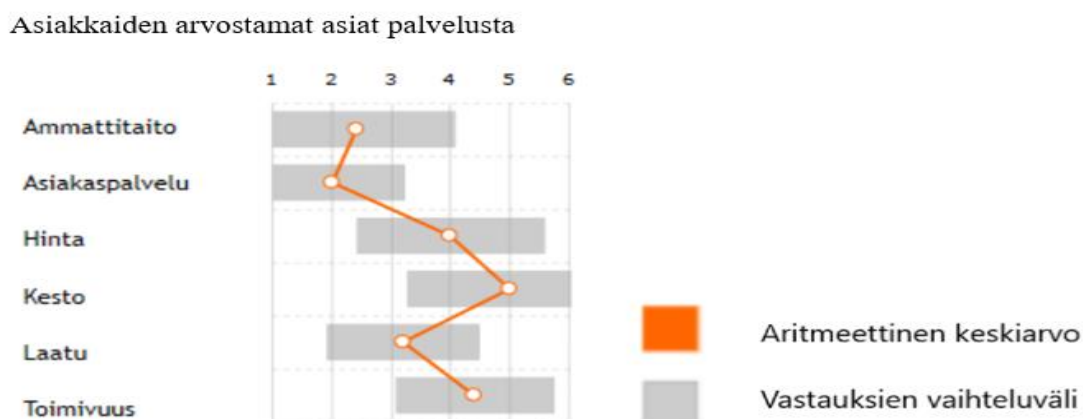 Asiakkaiden arvostamat asiat palvelusta
1 2 3 4 5 6
Ammattitaito
Asiakaspalvelu
Hinta
Kesto
Laatu
Toimivuus
Aritmeettinen keskiarvo
Vastauksien vaihteluväli